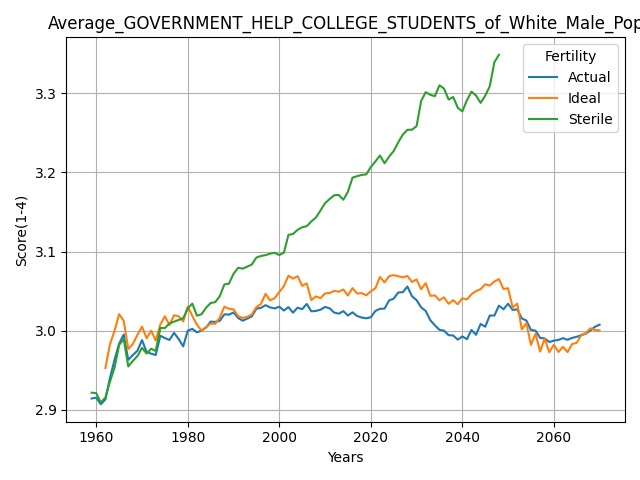 Average_GOVERNMENT_HELP_COLLEGE_STUDENTS_of_White_Male_Pop
Fertility
Actual
Ideal
Sterile
Score(1-4)
3.3
3.2
3.1
3.0
2.9
1960 1980 2000 2020 2040 2060
Years